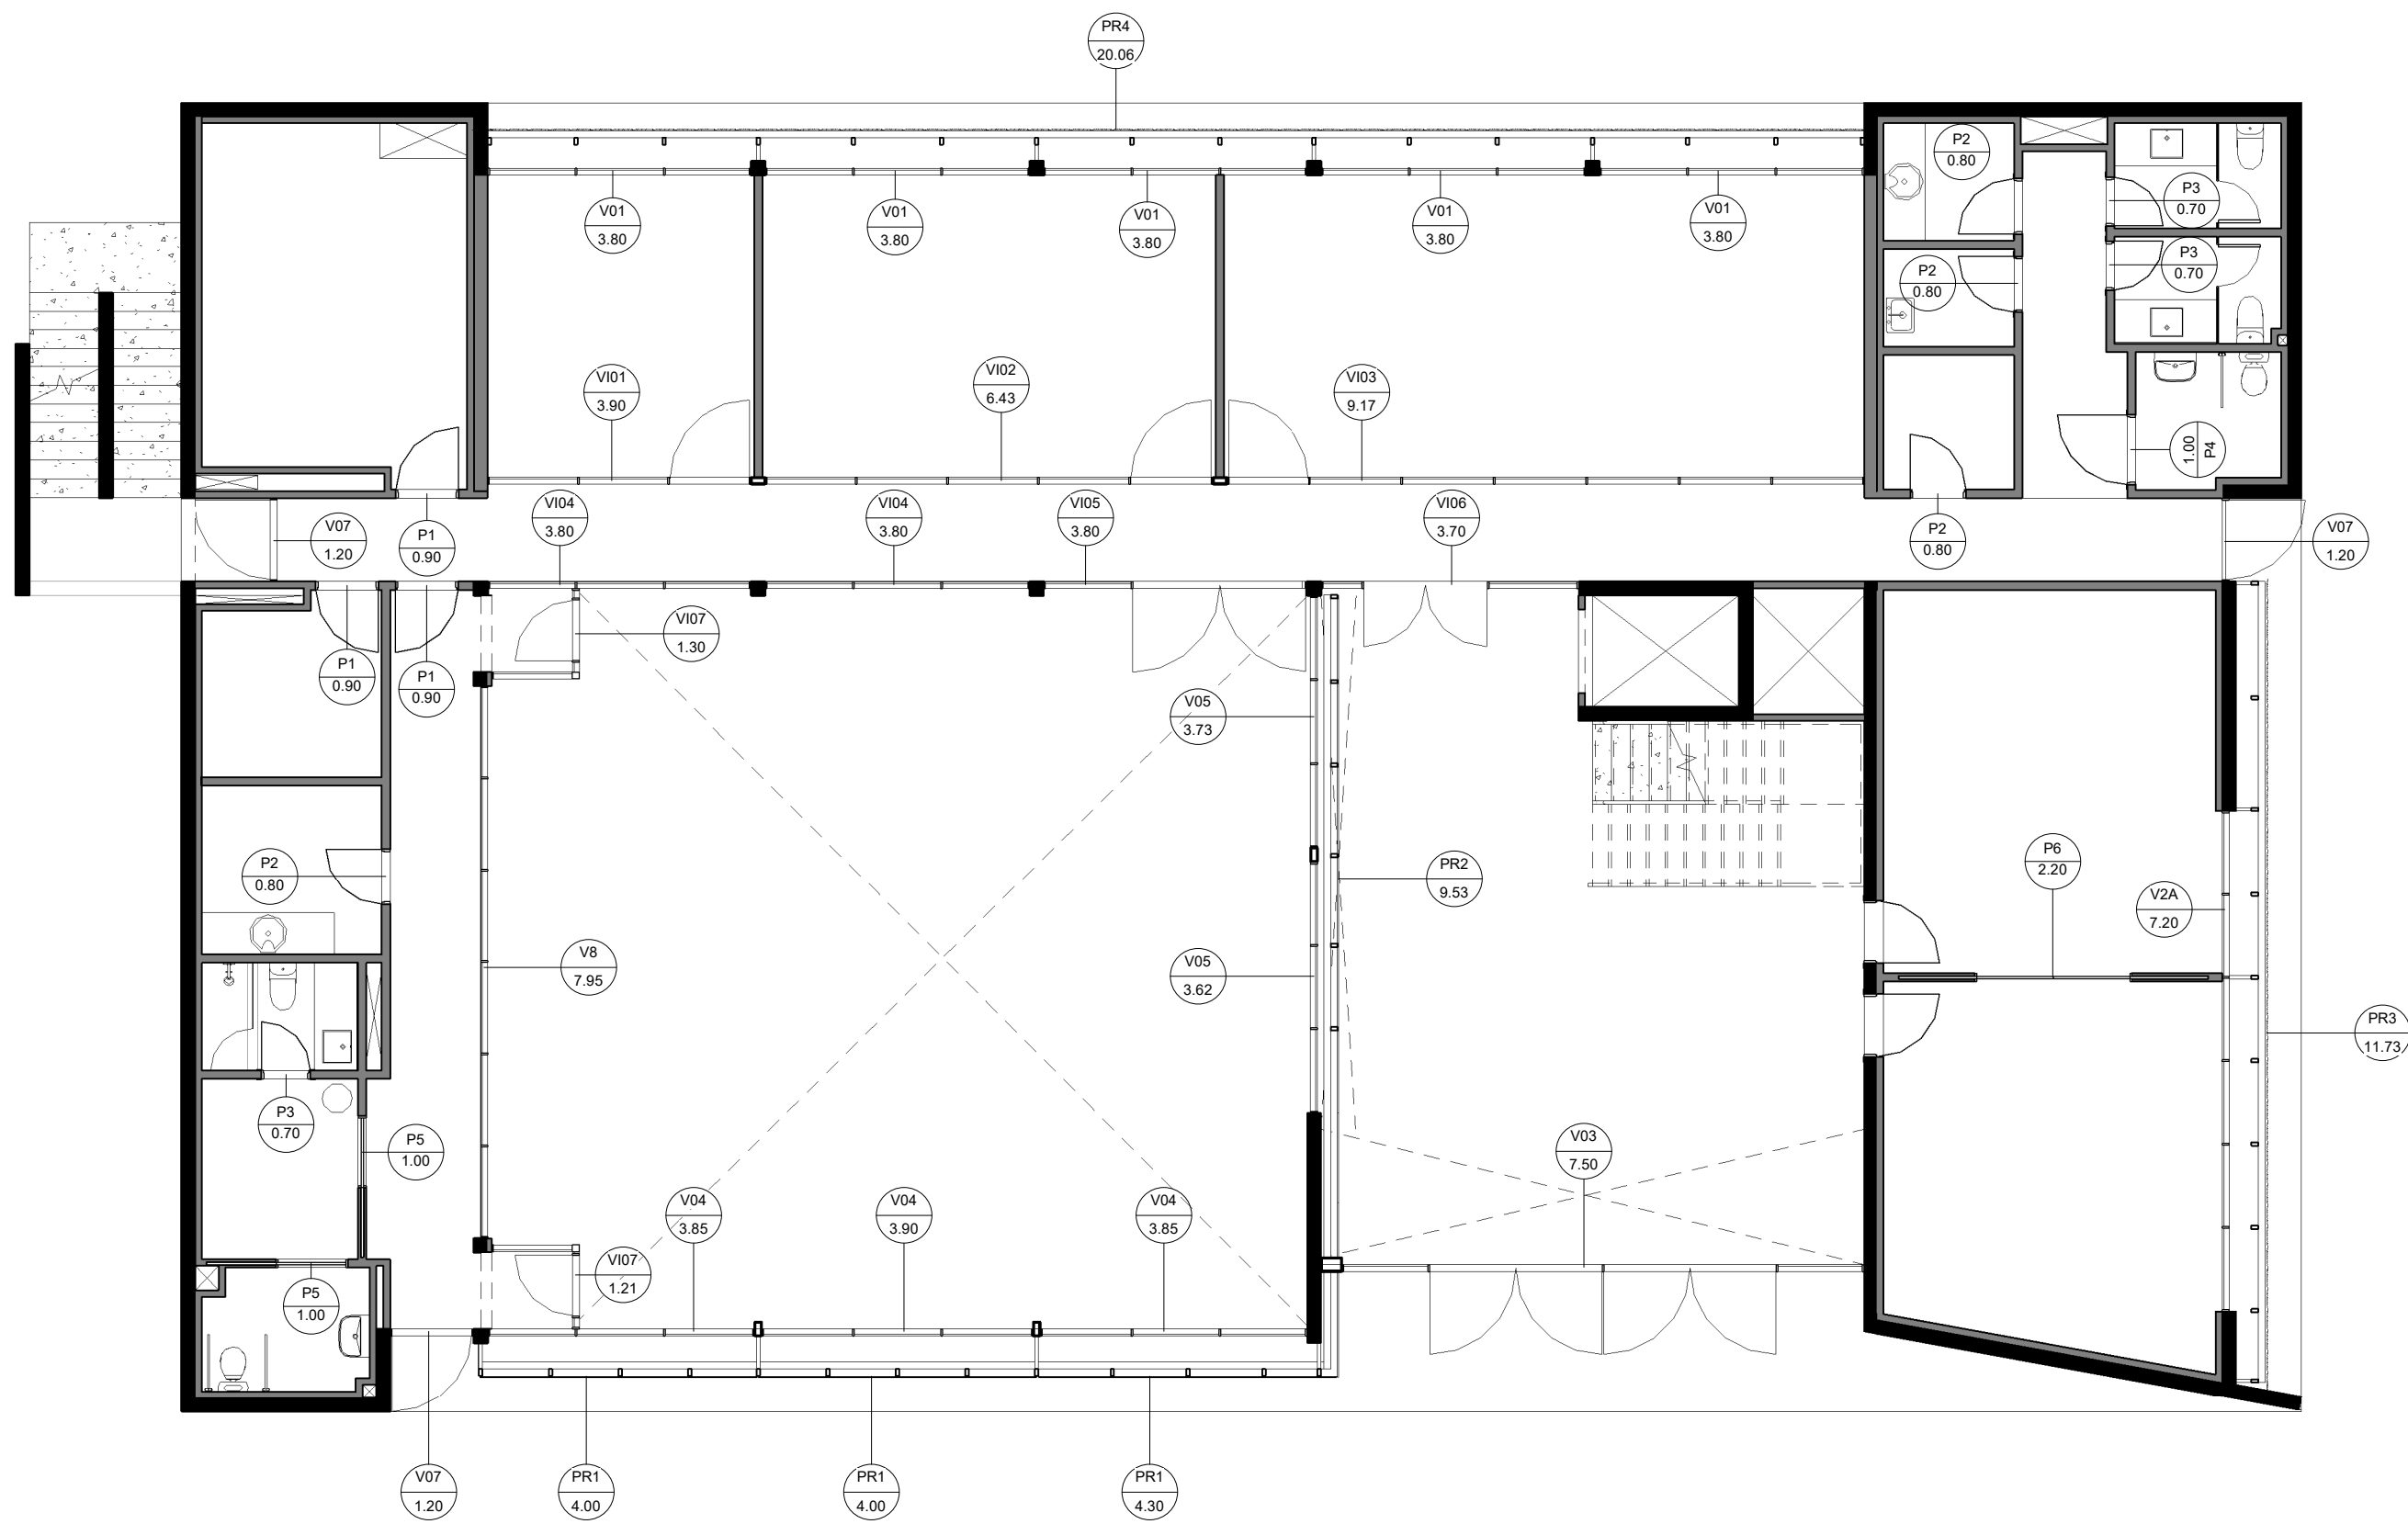 PR4
20.06
P2
0.80
P3
0.70
V01
3.80
V01
3.80
V01
3.80
V01
3.80
V01
3.80
P3
0.70
P2
0.80
VI01
3.90
VI02
6.43
VI03
9.17
1.00
P4
V07
1.20
P1
0.90
VI04
3.80
VI04
3.80
VI05
3.80
VI06
3.70
P2
0.80
V07
1.20
VI07
1.30
P1
0.90
P1
0.90
V05
3.73
P2
0.80
PR2
9.53
P6
2.20
V2A
7.20
V8
7.95
V05
3.62
PR3
11.73
P3
0.70
P5
1.00
V03
7.50
V04
3.85
V04
3.90
V04
3.85
VI07
1.21
P5
1.00
V07
1.20
PR1
4.00
PR1
4.00
PR1
4.30